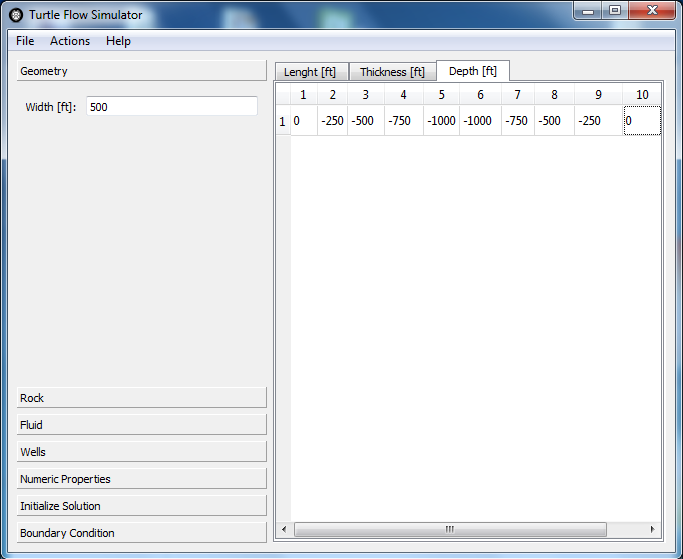 Turtle Flow Simulator
File Actions Help
Geometry
Width [ft]: 500
Rock
Fluid
Wells
Numeric Properties
Initialize Solution
Boundary Condition
Lenght [ft] Thickness [ft] Depth [ft]
1 2 3 4 5 6 7 8 9 10
1 0 -250 -500 -750 -1000 -1000 -750 -500 -250 0